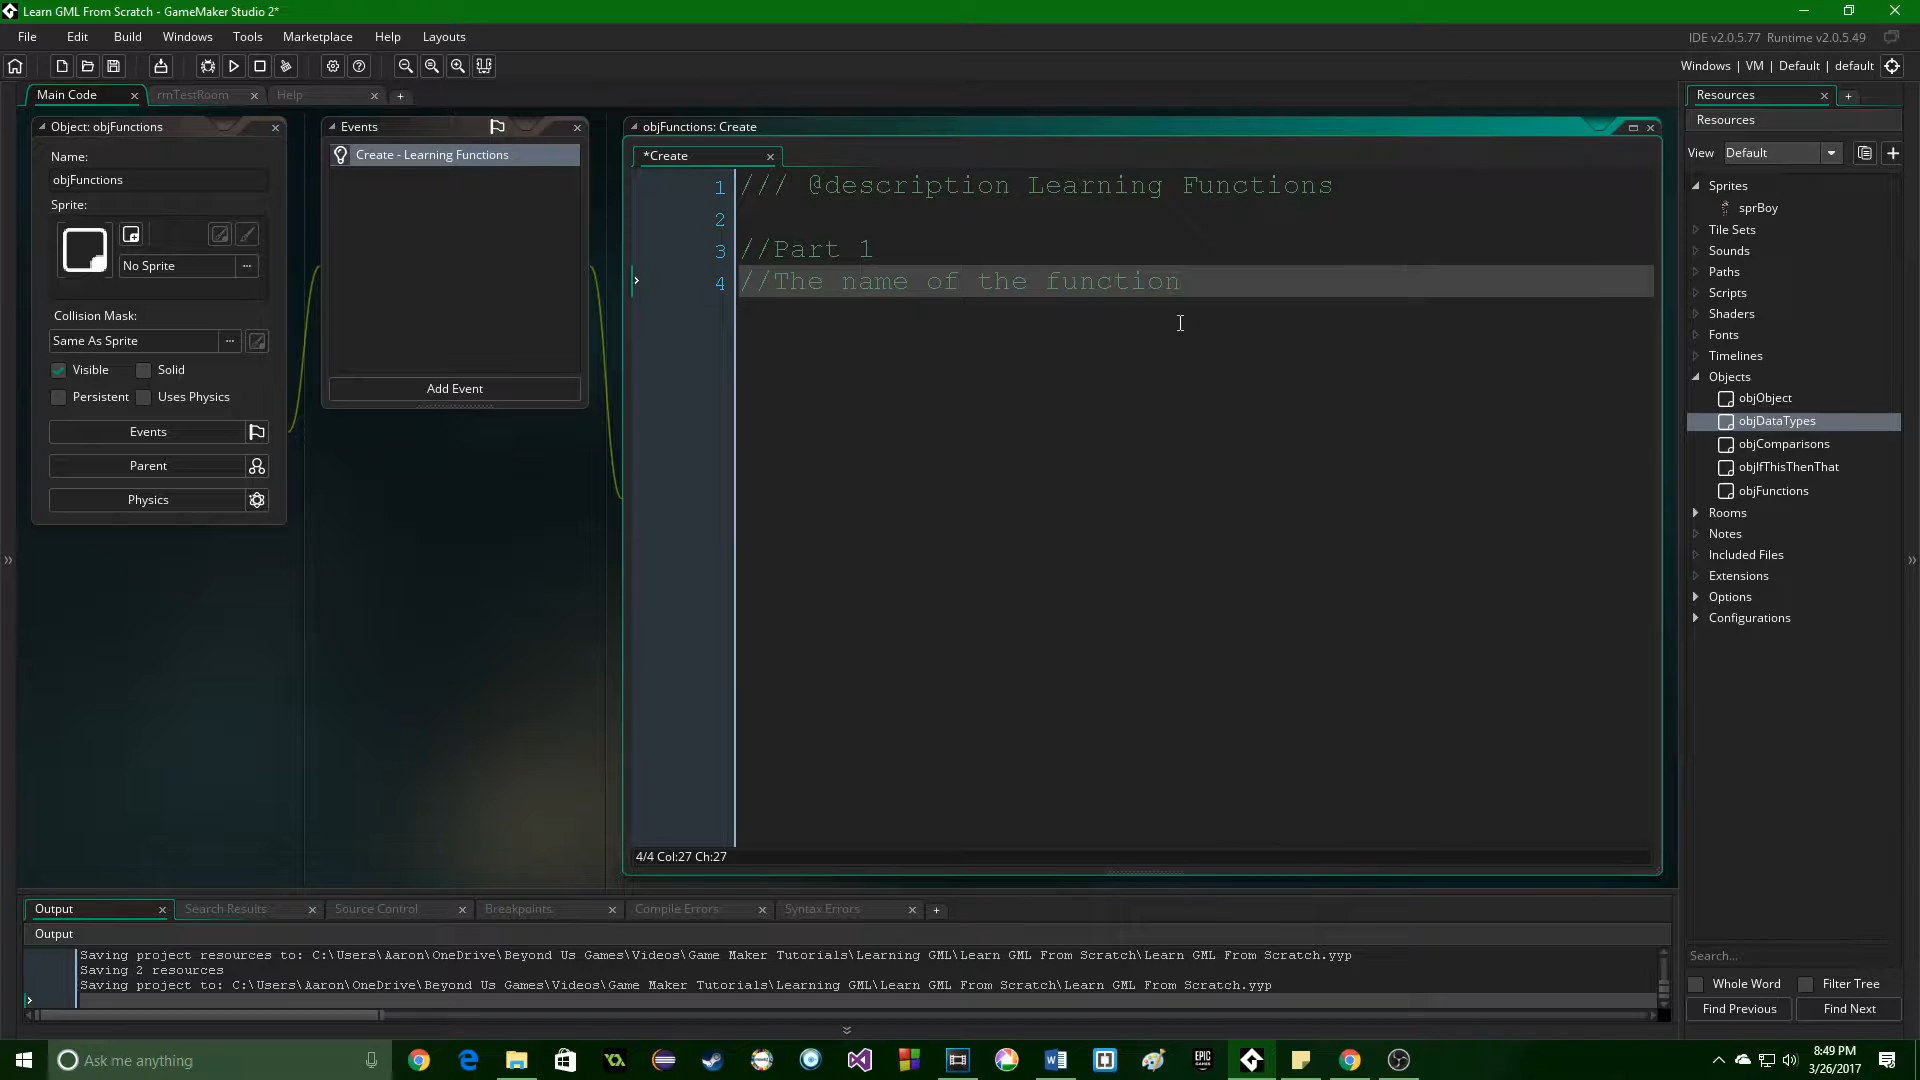 Learn GML From Scratch - GameMaker Studio 2*
File Edit Build Windows Tools Marketplace Help Layouts
IDE v2.0.5.77 Runtime v2.0.5.49
Windows | VM | Default | default
Main Code
rmTestRoom
Help
Object: objFunctions
Name:
objFunctions
Sprite:
No Sprite
Collision Mask:
Same As Sprite
Visible Solid
Persistent Uses Physics
Events
Parent
Physics
Events
Create - Learning Functions
Add Event
objFunctions: Create
*Create
1 /// @description Learning Functions
2
3 //Part 1
4 //The name of the function
4/4 Col:27 Ch:27
Resources
Resources
View Default
Sprites
sprBoy
Tile Sets
Sounds
Paths
Scripts
Shaders
Fonts
Timelines
Objects
objObject
objDataTypes
objComparisons
objIfThisThenThat
objFunctions
Rooms
Notes
Included Files
Extensions
Options
Configurations
Search...
Whole Word Filter Tree
Find Previous Find Next
Output Search Results Source Control Breakpoints Compile Errors Syntax Errors
Output
Saving project resources to: C:\Users\Aaron\OneDrive\Beyond Us Games\Videos\Game Maker Tutorials\Learning GML\Learn GML From Scratch\Learn GML From Scratch.yyp
Saving 2 resources
Saving project to: C:\Users\Aaron\OneDrive\Beyond Us Games\Videos\Game Maker Tutorials\Learning GML\Learn GML From Scratch\Learn GML From Scratch.yyp
Ask me anything
EPIC GAMES
8:49 PM
3/26/2017